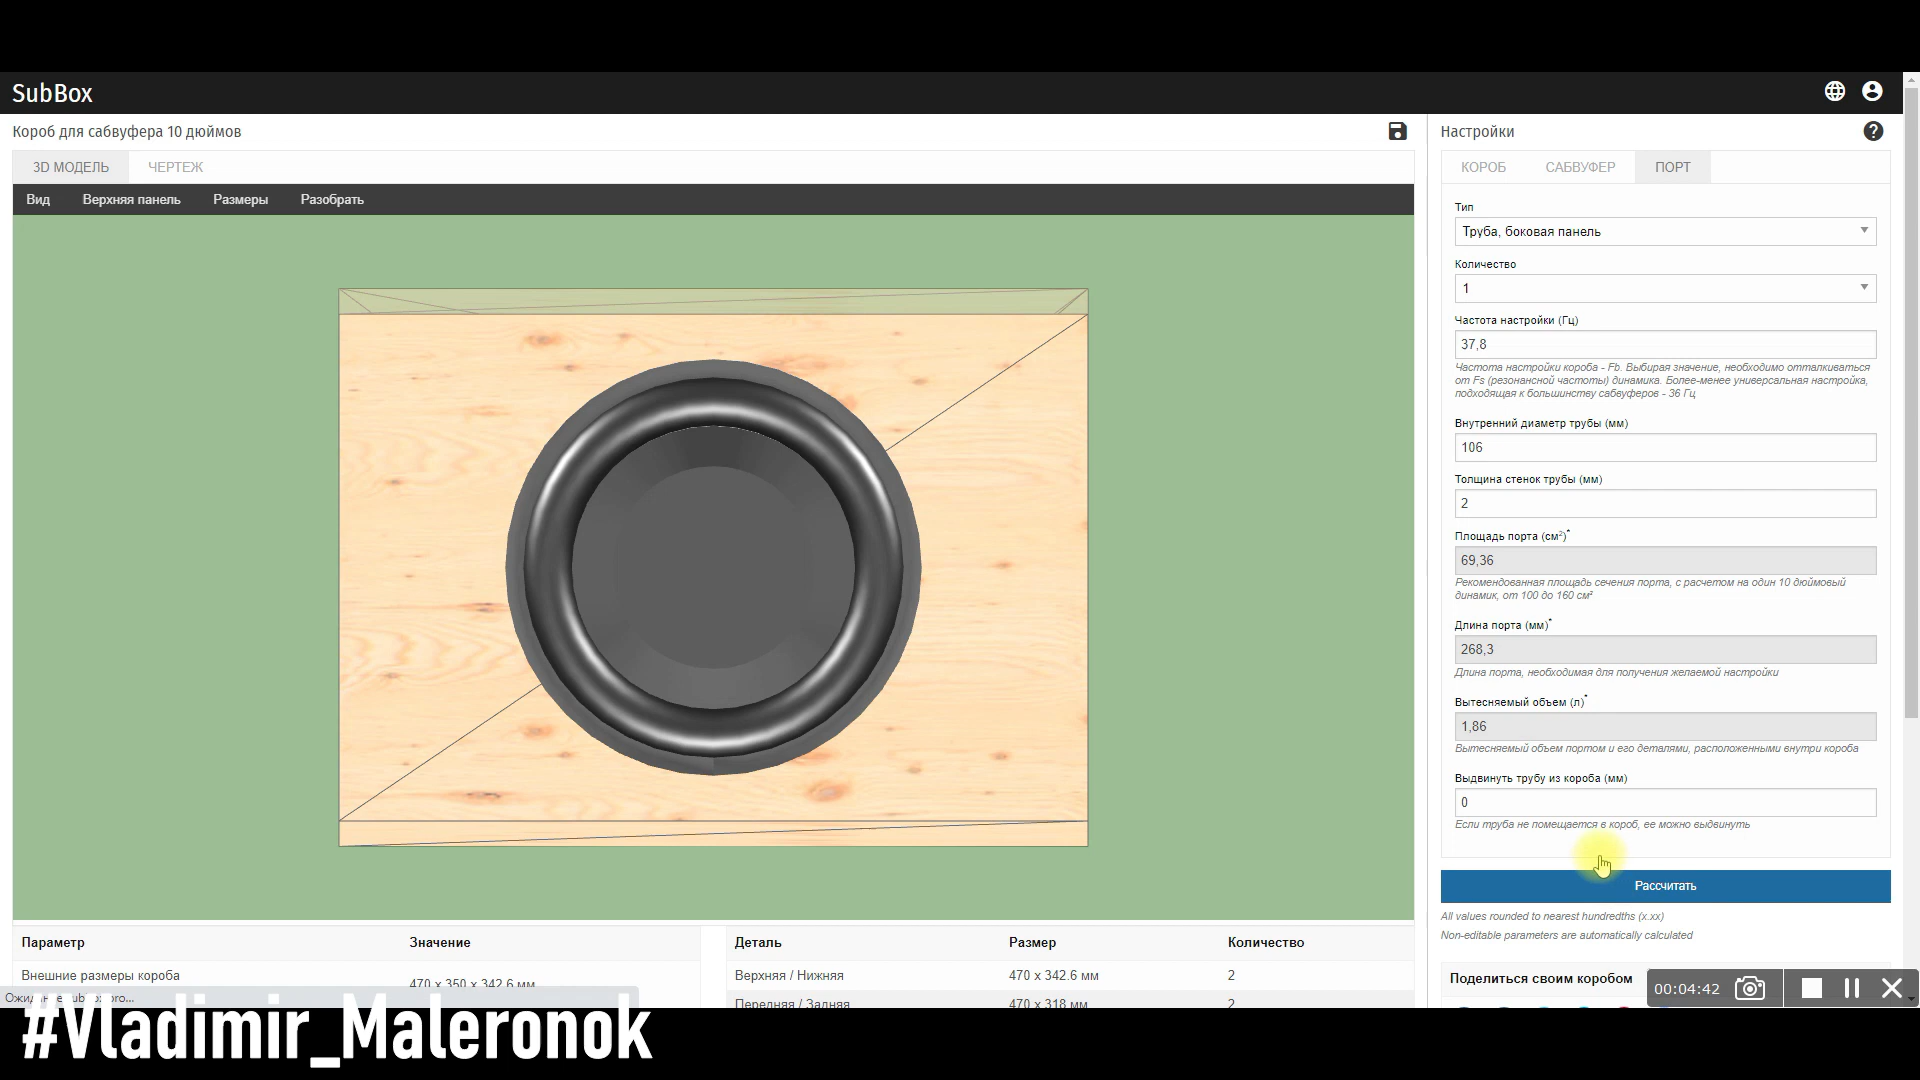 SubBox
Короб для сабвуфера 10 дюймов
3D МОДЕЛЬ
ЧЕРТЕЖ
Вид
Верхняя панель
Размеры
Разобрать
Настройки
КОРОБ
САБВУФЕР
ПОРТ
Тип
Труба, боковая панель
Количество
1
Частота настройки (Гц)
37,8
Частота настройки короба - Fb. Выбирая значение, необходимо отталкиваться
от Fs (резонансной частоты) динамика. Более-менее универсальная настройка,
подходящая к большинству сабвуферов - 36 Гц
Внутренний диаметр трубы (мм)
106
Толщина стенок трубы (мм)
2
Площадь порта (см²)*
69,36
Рекомендованная площадь сечения порта, с расчетом на один 10 дюймовый
динамик, от 100 до 160 см²
Длина порта (мм)*
268,3
Длина порта, необходимая для получения желаемой настройки
Вытесняемый объем (л)*
1,86
Вытесняемый объем портом и его деталями, расположенными внутри короба
Выдвинуть трубу из короба (мм)
0
Если труба не помещается в короб, ее можно выдвинуть
Рассчитать
All values rounded to nearest hundredths (x.xx)
Non-editable parameters are automatically calculated
Поделиться своим коробом
00:04:42
Параметр Значение
Внешние размеры короба
470 x 350 x 342.6 мм
Деталь Размер Количество
Верхняя / Нижняя 470 x 342.6 мм 2
Передняя / Задняя 470 x 318 мм 2
#Vladimir_Maleronok